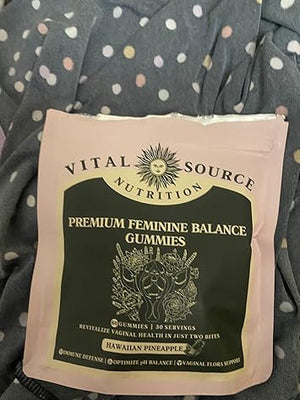 VITAL SOURCE
NUTRITION
PREMIUM FEMININE BALANCE
GUMMIES
60 GUMMIES | 30 SERVINGS
REVITALIZE VAGINAL HEALTH IN JUST TWO BITES
HAWAIIAN PINEAPPLE
IMMUNE DEFENSE | OPTIMIZE pH BALANCE | VAGINAL FLORA SUPPORT